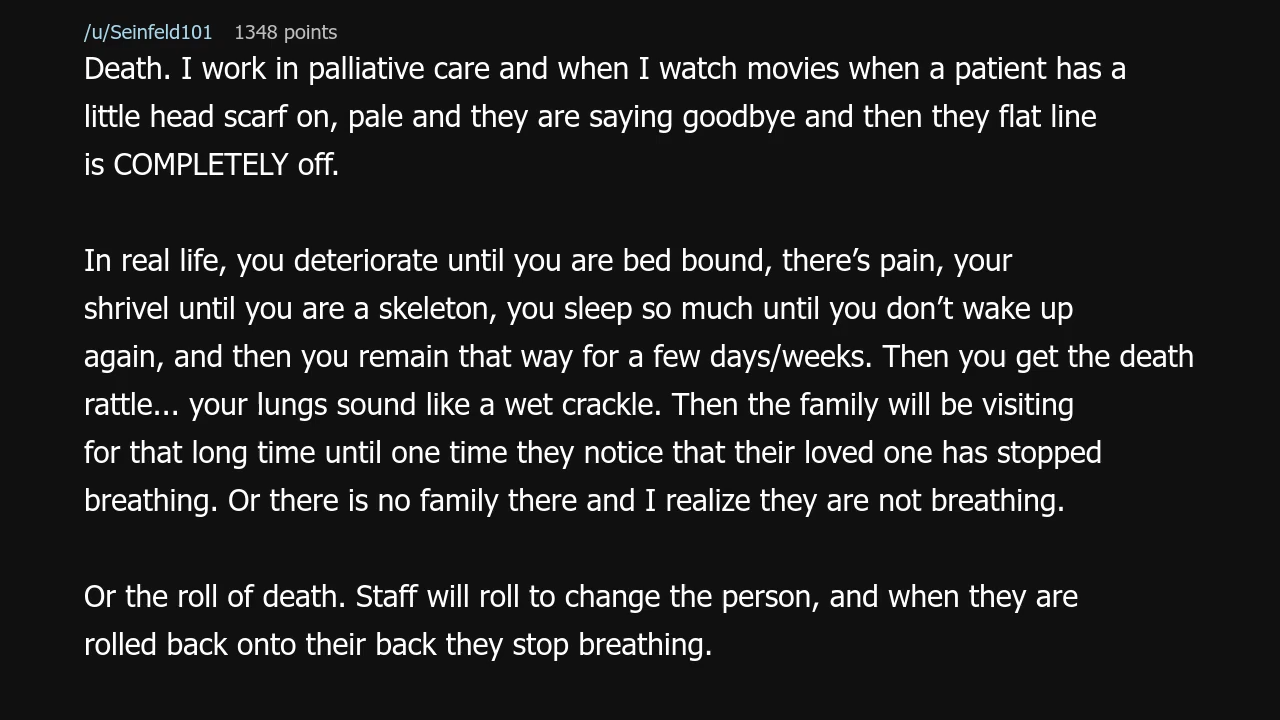 /u/Seinfeld101 1348 points
Death. I work in palliative care and when I watch movies when a patient has a
little head scarf on, pale and they are saying goodbye and then they flat line
is COMPLETELY off.
In real life, you deteriorate until you are bed bound, there’s pain, your
shrivel until you are a skeleton, you sleep so much until you don’t wake up
again, and then you remain that way for a few days/weeks. Then you get the death
rattle... your lungs sound like a wet crackle. Then the family will be visiting
for that long time until one time they notice that their loved one has stopped
breathing. Or there is no family there and I realize they are not breathing.
Or the roll of death. Staff will roll to change the person, and when they are
rolled back onto their back they stop breathing.